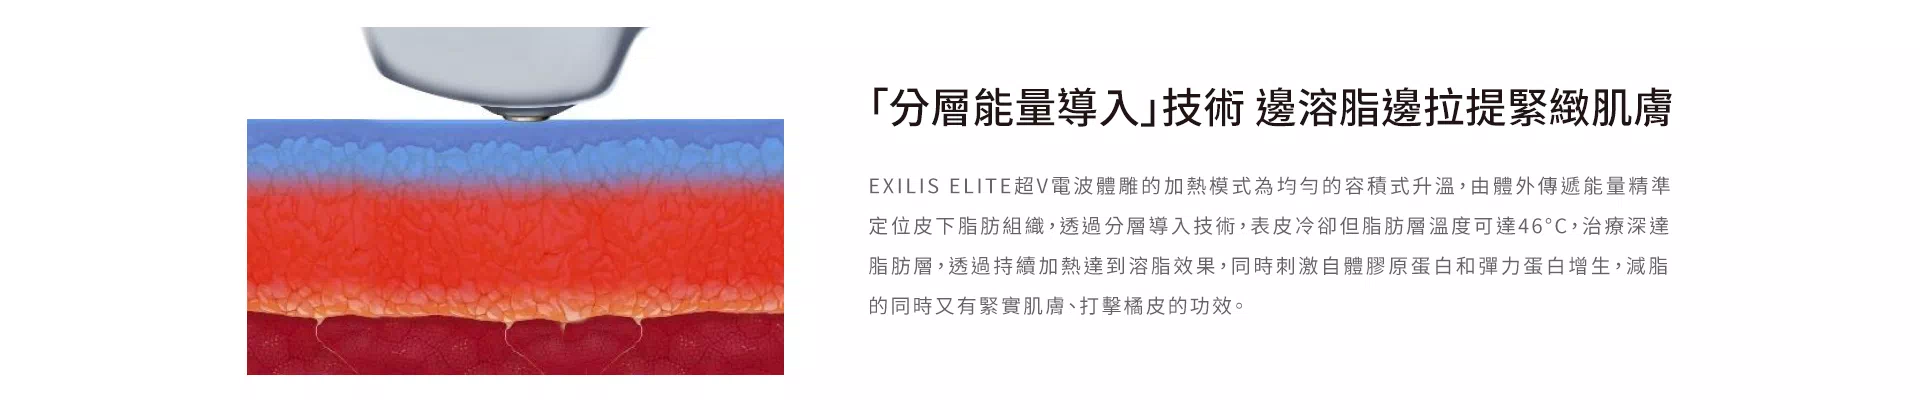 「分層能量導入」技術 邊溶脂邊拉提緊緻肌膚
EXILIS ELITE超V電波體雕的加熱模式為均勻的容積式升溫，由體外傳遞能量精準
定位皮下脂肪組織，透過分層導入技術，表皮冷卻但脂肪層溫度可達46°C，治療深達
脂肪層，透過持續加熱達到溶脂效果，同時刺激自體膠原蛋白和彈力蛋白增生，減脂
的同時又有緊實肌膚、打擊橘皮的功效。